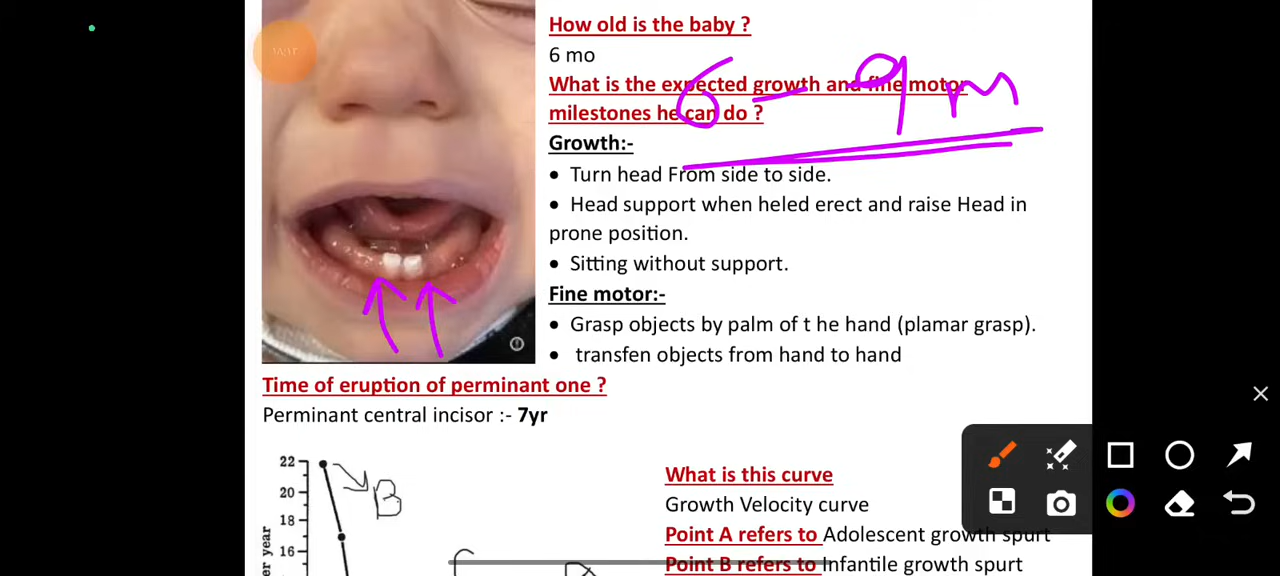 How old is the baby ?
6 mo
6 - 9 m
What is the expected growth and fine motor
milestones he can do ?
Growth:-
• Turn head From side to side.
• Head support when heled erect and raise Head in
prone position.
• Sitting without support.
Fine motor:-
• Grasp objects by palm of t he hand (plamar grasp).
• transfen objects from hand to hand
Time of eruption of perminant one ?
Perminant central incisor :- 7yr
22
20
18
16
B
What is this curve
Growth Velocity curve
Point A refers to Adolescent growth spurt
Point B refers to Infantile growth spurt